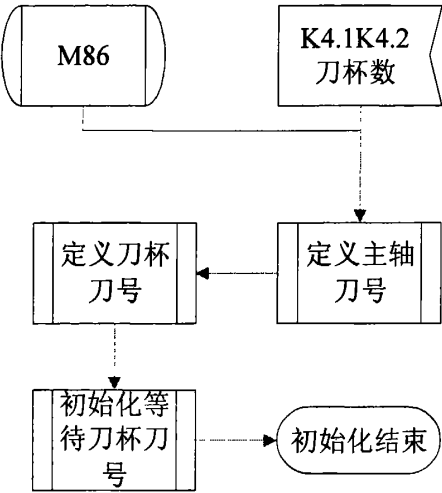 M86
K4.1K4.2
刀杯数
定义刀杯
刀号
定义主轴
刀号
初始化等
待刀杯刀
号
初始化结束